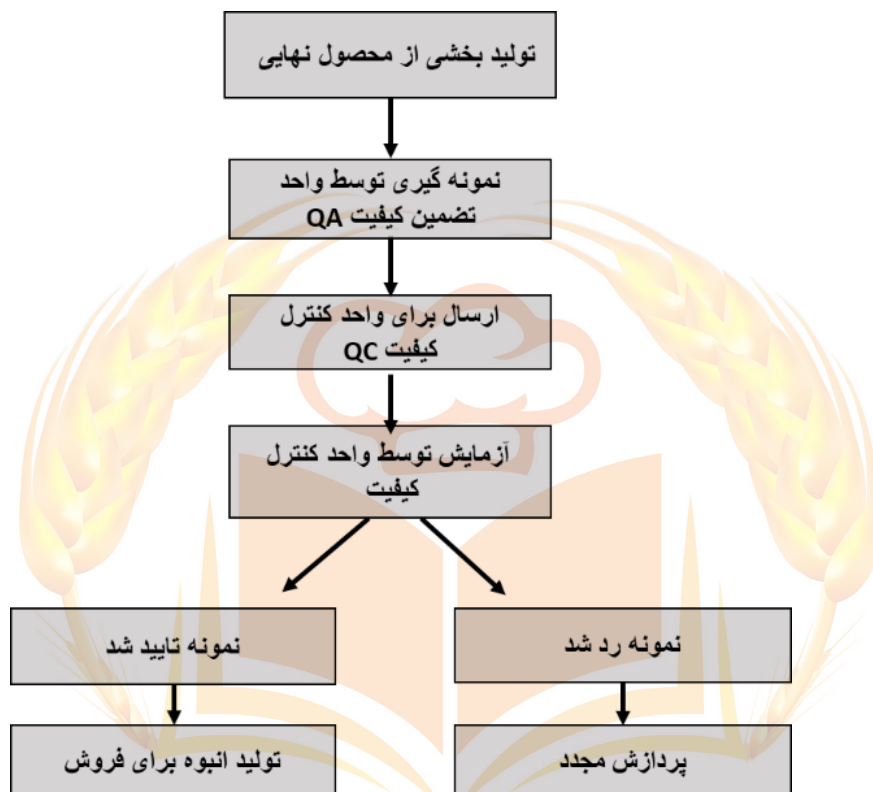 تولید بخشی از محصول نهایی
نمونه گیری توسط واحد
تضمین کیفیت QA
ارسال برای واحد کنترل
کیفیت QC
آزمایش توسط واحد کنترل
کیفیت
نمونه رد شد
نمونه تایید شد
پردازش مجدد
تولید انبوه برای فروش